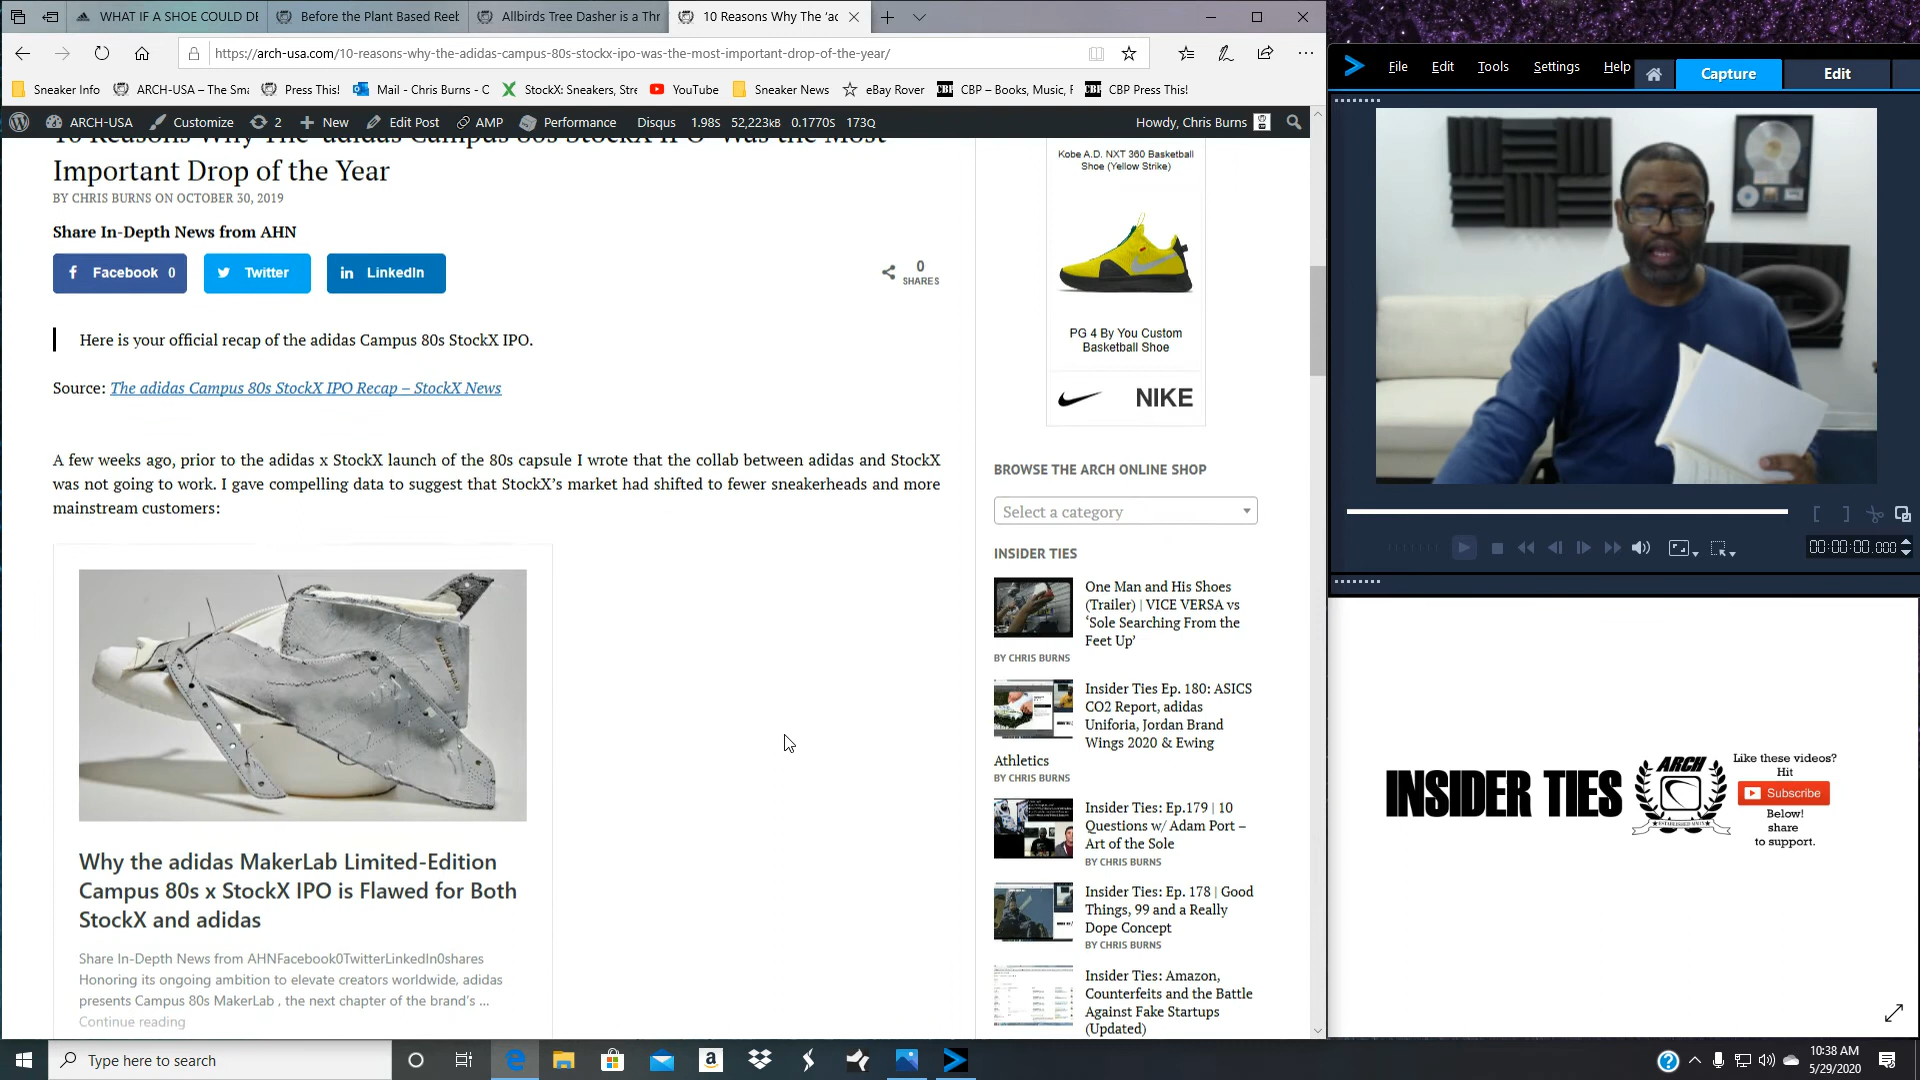 WHAT IF A SHOE COULD DE
Before the Plant Based Reeb
Allbirds Tree Dasher is a Thr
10 Reasons Why The 'ad
https://arch-usa.com/10-reasons-why-the-adidas-campus-80s-stockx-ipo-was-the-most-important-drop-of-the-year/
Sneaker Info
ARCH-USA – The Sma
Press This!
Mail - Chris Burns - O
StockX: Sneakers, Stre
YouTube
Sneaker News
eBay Rover
CBP
CBP – Books, Music, F
CBP
CBP Press This!
ARCH-USA
Customize
2
New
Edit Post
AMP
Performance
Disqus
1.98S
52,223kB
0.1770S
173Q
Howdy, Chris Burns
10 Reasons Why The 'adidas Campus 80s StockX IPO' Was the Most
Important Drop of the Year
BY CHRIS BURNS ON OCTOBER 30, 2019
Share In-Depth News from AHN
Facebook 0
Twitter
LinkedIn
0
SHARES
Here is your official recap of the adidas Campus 80s StockX IPO.
Source: The adidas Campus 80s StockX IPO Recap – StockX News
A few weeks ago, prior to the adidas x StockX launch of the 80s capsule I wrote that the collab between adidas and StockX
was not going to work. I gave compelling data to suggest that StockX's market had shifted to fewer sneakerheads and more
mainstream customers:
Why the adidas MakerLab Limited-Edition
Campus 80s x StockX IPO is Flawed for Both
StockX and adidas
Share In-Depth News from AHNFacebook0TwitterLinkedIn0shares
Honoring its ongoing ambition to elevate creators worldwide, adidas
presents Campus 80s MakerLab , the next chapter of the brand's ...
Continue reading
Kobe A.D. NXT 360 Basketball
Shoe (Yellow Strike)
PG 4 By You Custom
Basketball Shoe
NIKE
BROWSE THE ARCH ONLINE SHOP
Select a category
INSIDER TIES
One Man and His Shoes
(Trailer) | VICE VERSA vs
'Sole Searching From the
Feet Up'
BY CHRIS BURNS
Insider Ties Ep. 180: ASICS
CO2 Report, adidas
Uniforia, Jordan Brand
Wings 2020 & Ewing
Athletics
BY CHRIS BURNS
Insider Ties: Ep.179 | 10
Questions w/ Adam Port –
Art of the Sole
BY CHRIS BURNS
Insider Ties: Ep. 178 | Good
Things, 99 and a Really
Dope Concept
BY CHRIS BURNS
Insider Ties: Amazon,
Counterfeits and the Battle
Against Fake Startups
(Updated)
File
Edit
Tools
Settings
Help
Capture
Edit
00:00:00.000
INSIDER TIES
ARCH
Like these videos?
Hit
Subscribe
Below!
share
to support.
Type here to search
10:38 AM
5/29/2020